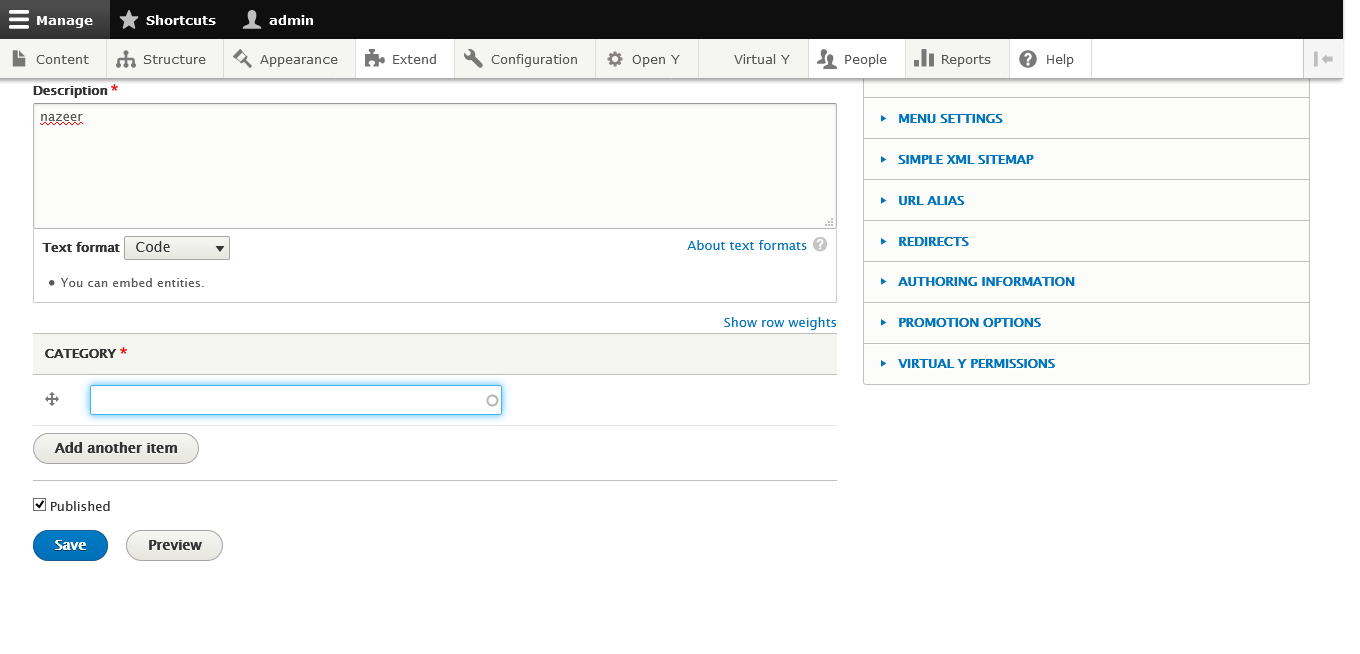 Manage Shortcuts admin
Content Structure Appearance Extend Configuration Open Y Virtual Y People Reports Help
Description *
nazeer
Text format Code About text formats ?
You can embed entities.
Show row weights
CATEGORY *
Add another item
Published
Save Preview
MENU SETTINGS
SIMPLE XML SITEMAP
URL ALIAS
REDIRECTS
AUTHORING INFORMATION
PROMOTION OPTIONS
VIRTUAL Y PERMISSIONS